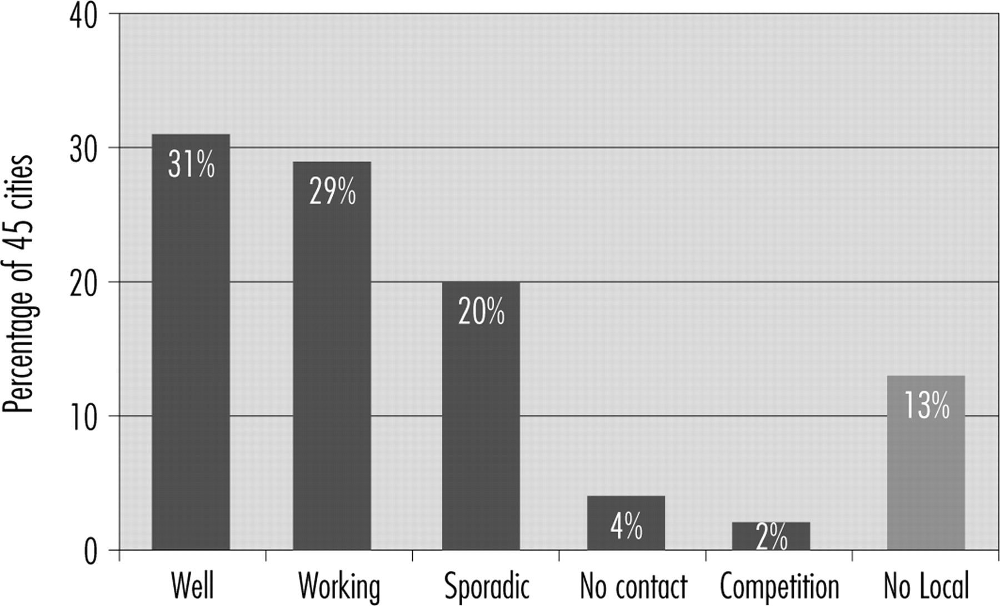 Percentage of 45 cities
40
30
20
10
0
31%
29%
20%
4%
2%
13%
Well
Working
Sporadic
No contact
Competition
No Local